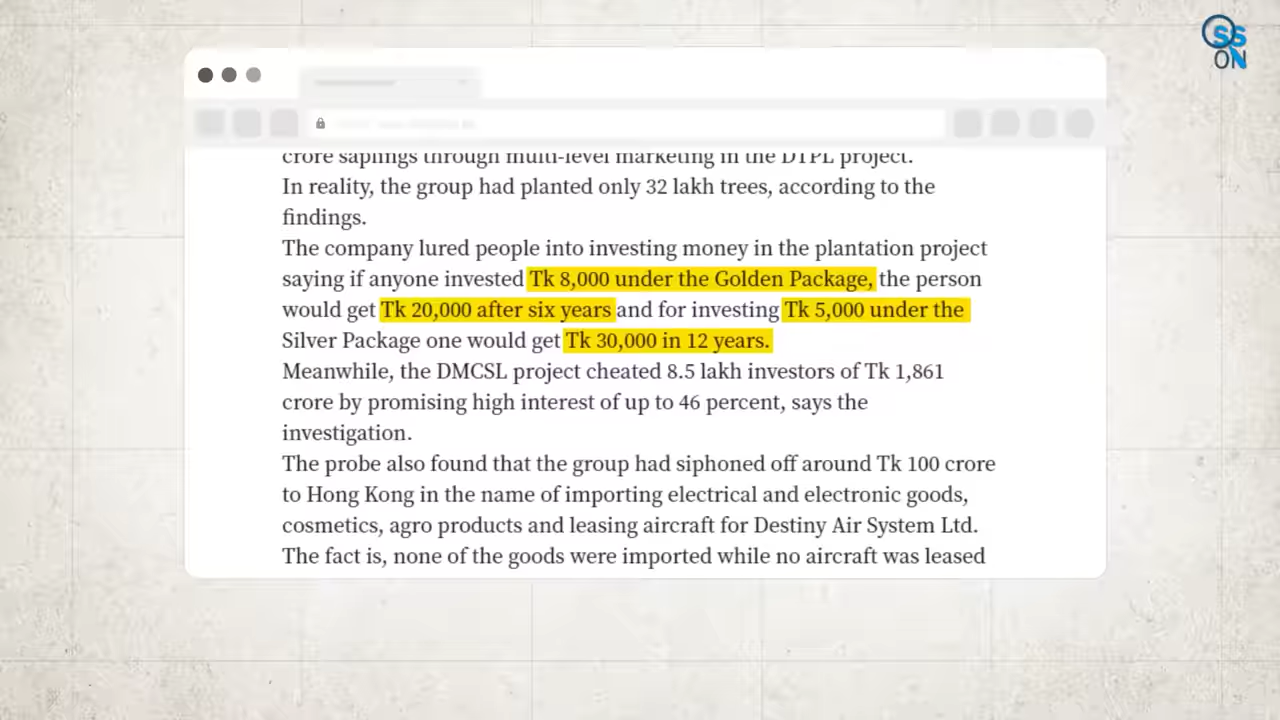 SS
ON
crore saplings through multi-level marketing in the DTPL project.
In reality, the group had planted only 32 lakh trees, according to the
findings.
The company lured people into investing money in the plantation project
saying if anyone invested Tk 8,000 under the Golden Package, the person
would get Tk 20,000 after six years and for investing Tk 5,000 under the
Silver Package one would get Tk 30,000 in 12 years.
Meanwhile, the DMCSL project cheated 8.5 lakh investors of Tk 1,861
crore by promising high interest of up to 46 percent, says the
investigation.
The probe also found that the group had siphoned off around Tk 100 crore
to Hong Kong in the name of importing electrical and electronic goods,
cosmetics, agro products and leasing aircraft for Destiny Air System Ltd.
The fact is, none of the goods were imported while no aircraft was leased